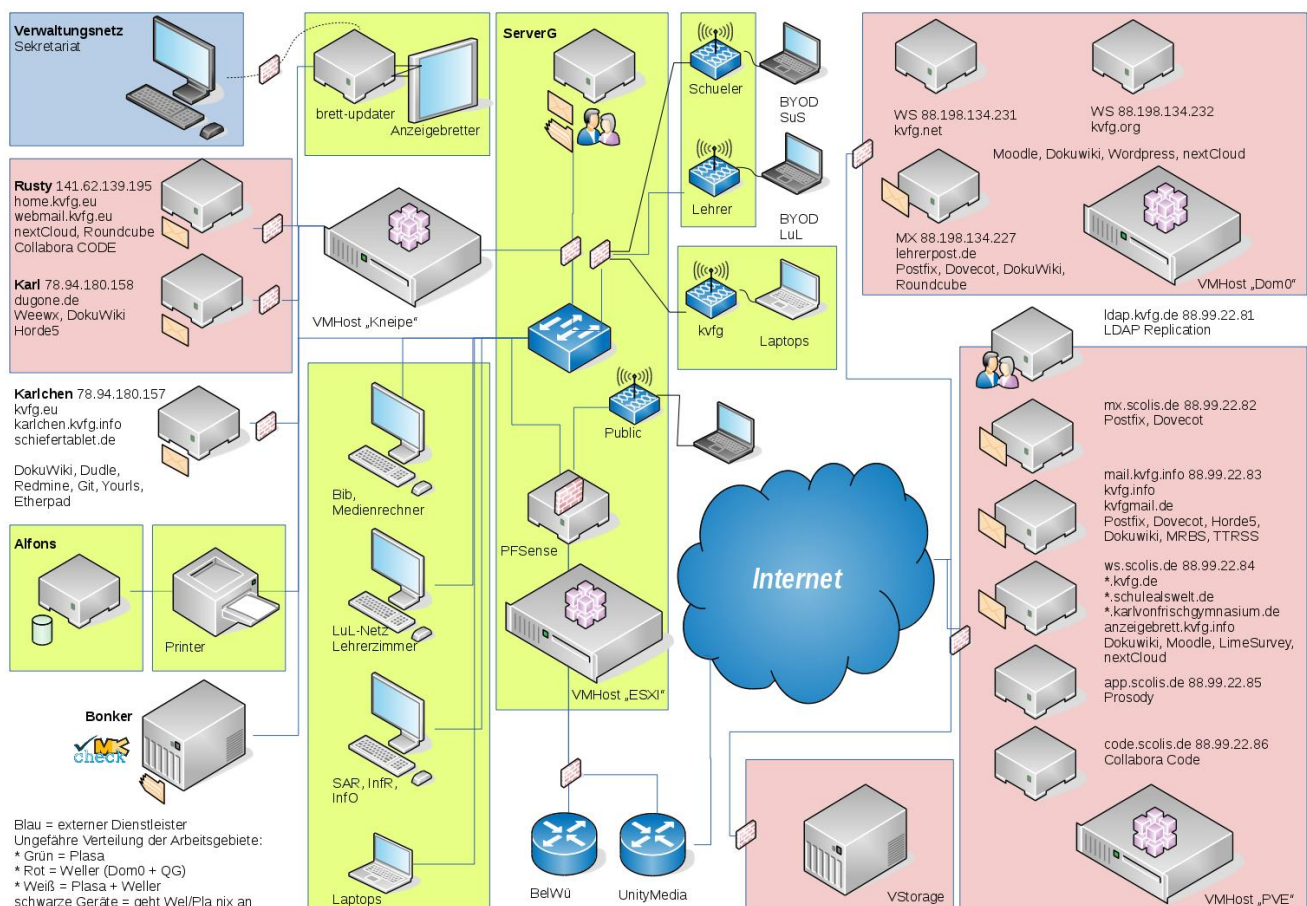 Verwaltungsnetz
Sekretariat
brett-updater
Anzeigebretter
ServerG
Schueler
BYOD
SuS
Lehrer
BYOD
LuL
WS 88.198.134.231
kvfg.net
WS 88.198.134.232
kvfg.org
Moodle, Dokuwiki, Wordpress, nextCloud
MX 88.198.134.227
lehrerpost.de
Postfix, Dovecot, DokuWiki,
Roundcube
VMHost „Dom0“
Rusty 141.62.139.195
home.kvfg.eu
webmail.kvfg.eu
nextCloud, Roundcube
Collabora CODE
Karl 78.94.180.158
dugone.de
Weewx, DokuWiki
Horde5
VMHost „Kneipe“
kvfg
Laptops
Karlchen 78.94.180.157
kvfg.eu
karlchen.kvfg.info
schiefertablet.de
DokuWiki, Dudle,
Redmine, Git, Yourls,
Etherpad
Bib,
Medienrechner
Public
PFSense
Internet
ldap.kvfg.de 88.99.22.81
LDAP Replication
mx.scolis.de 88.99.22.82
Postfix, Dovecot
mail.kvfg.info 88.99.22.83
kvfg.info
kvfgmail.de
Postfix, Dovecot, Horde5,
Dokuwiki, MRBS, TTRSS
ws.scolis.de 88.99.22.84
*.kvfg.de
*.schulealswelt.de
*.karlvonfrischgymnasium.de
anzeigebrett.kvfg.info
Dokuwiki, Moodle, LimeSurvey,
nextCloud
app.scolis.de 88.99.22.85
Prosody
code.scolis.de 88.99.22.86
Collabora Code
VMHost „PVE“
Alfons
Printer
LuL-Netz
Lehrerzimmer
VMHost „ESXI“
Bonker
MK
check
SAR, InfR,
InfO
Laptops
BelWü
UnityMedia
VStorage
Blau = externer Dienstleister
Ungefähre Verteilung der Arbeitsgebiete:
* Grün = Plasa
* Rot = Weller (Dom0 + QG)
* Weiß = Plasa + Weller
schwarze Geräte = geht Wel/Pla nix an